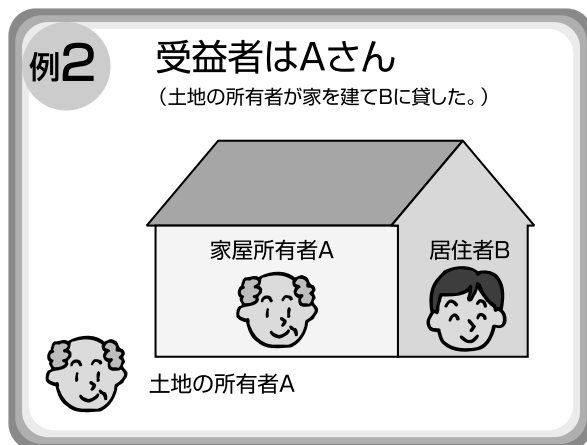 例2
受益者はAさん
（土地の所有者が家を建てBに貸した。）
家屋所有者A
居住者B
土地の所有者A